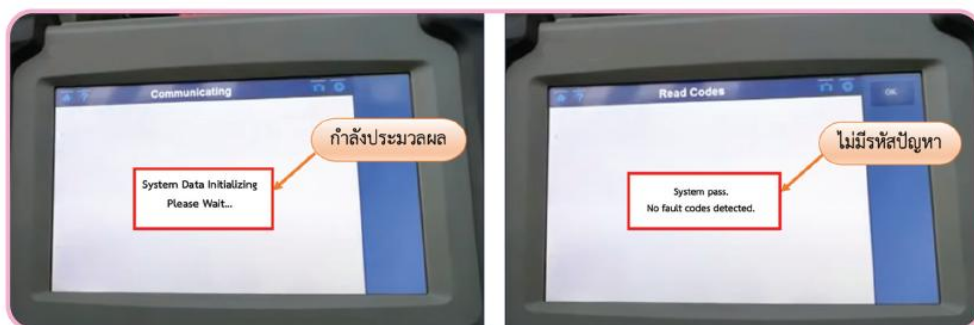 Communicating
กำลังประมวลผล
System Data Initializing
Please Wait...
Read Codes
OK
ไม่มีรหัสปัญหา
System pass.
No fault codes detected.